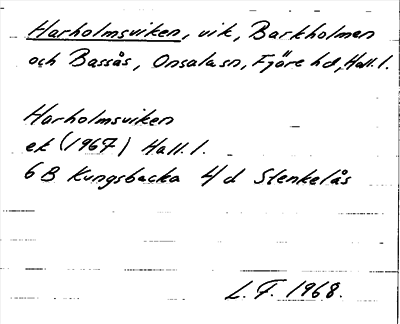 Harholmsviken, vik, Barkholmen
och Bassås, Onsala sn, Fjäre hd, Hall. l.
Harholmsviken
ek (1967) Hall. l.
6 B Kungsbacka 4 d Stenkelås
L. F. 1968.